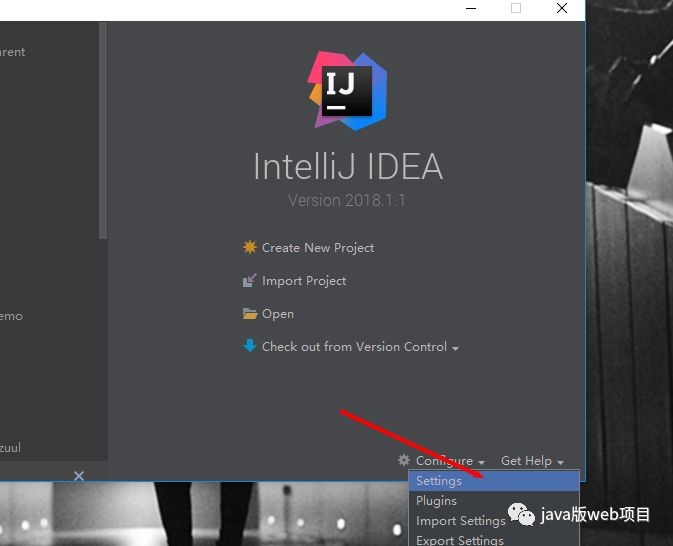 arent
emo
zuul
IJ
IntelliJ IDEA
Version 2018.1.1
Create New Project
Import Project
Open
Check out from Version Control
Configure
Get Help
Settings
Plugins
Import Settings
Export Settings
java版web项目